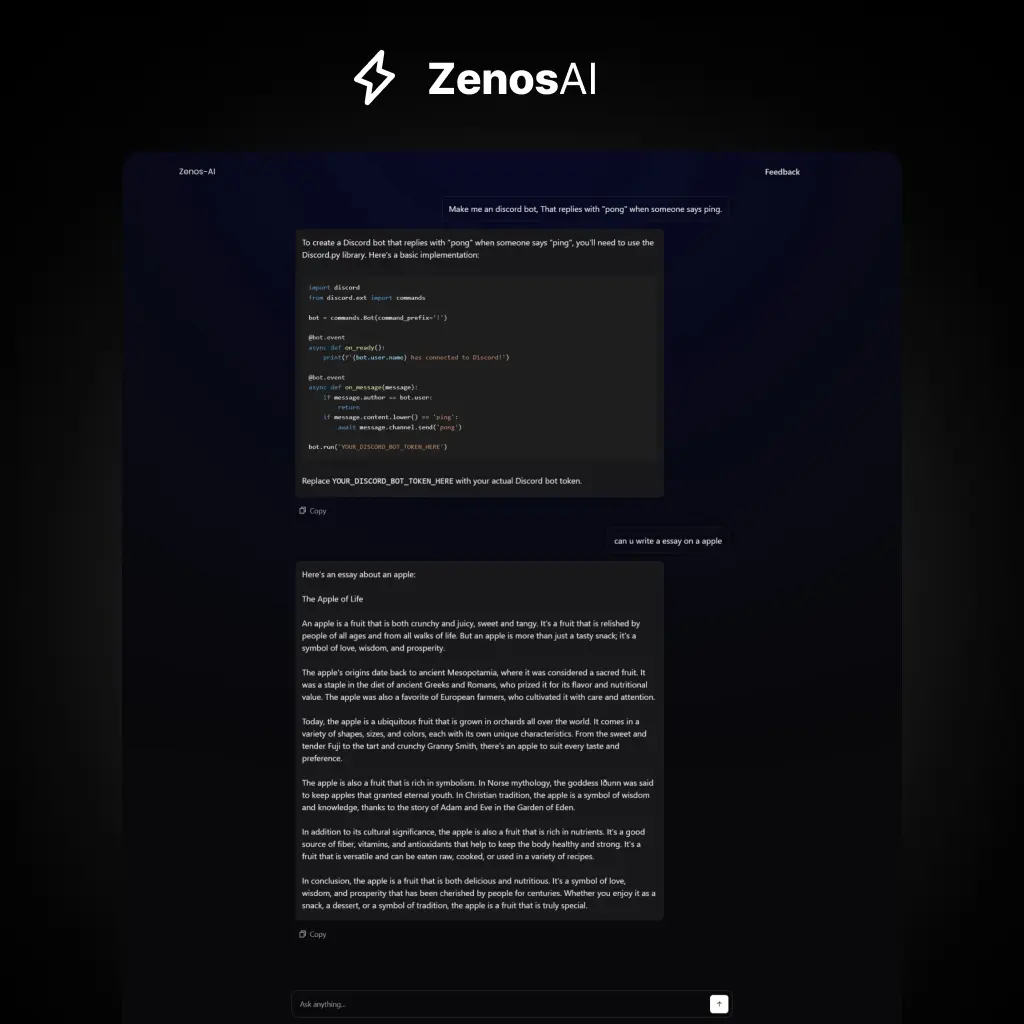 ZenosAI
Zenos-AI
Feedback
Make me an discord bot, That replies with "pong" when someone says ping.
To create a Discord bot that replies with "pong" when someone says "ping", you'll need to use the
Discord.py library. Here's a basic implementation:
import discord
from discord.ext import commands
bot = commands.Bot(command_prefix='!')
@bot.event
async def on_ready():
    print(f'{bot.user.name} has connected to Discord!')
@bot.event
async def on_message(message):
    if message.author == bot.user:
        return
    if message.content.lower() == 'ping':
        await message.channel.send('pong')
bot.run('YOUR_DISCORD_BOT_TOKEN_HERE')
Replace YOUR_DISCORD_BOT_TOKEN_HERE with your actual Discord bot token.
Copy
can u write a essay on a apple
Here's an essay about an apple:
The Apple of Life
An apple is a fruit that is both crunchy and juicy, sweet and tangy. It's a fruit that is relished by
people of all ages and from all walks of life. But an apple is more than just a tasty snack; it's a
symbol of love, wisdom, and prosperity.
The apple's origins date back to ancient Mesopotamia, where it was considered a sacred fruit. It
was a staple in the diet of ancient Greeks and Romans, who prized it for its flavor and nutritional
value. The apple was also a favorite of European farmers, who cultivated it with care and attention.
Today, the apple is a ubiquitous fruit that is grown in orchards all over the world. It comes in a
variety of shapes, sizes, and colors, each with its own unique characteristics. From the sweet and
tender Fuji to the tart and crunchy Granny Smith, there's an apple to suit every taste and
preference.
The apple is also a fruit that is rich in symbolism. In Norse mythology, the goddess Iðunn was said
to keep apples that granted eternal youth. In Christian tradition, the apple is a symbol of wisdom
and knowledge, thanks to the story of Adam and Eve in the Garden of Eden.
In addition to its cultural significance, the apple is also a fruit that is rich in nutrients. It's a good
source of fiber, vitamins, and antioxidants that help to keep the body healthy and strong. It's a
fruit that is versatile and can be eaten raw, cooked, or used in a variety of recipes.
In conclusion, the apple is a fruit that is both delicious and nutritious. It's a symbol of love,
wisdom, and prosperity that has been cherished by people for centuries. Whether you enjoy it as a
snack, a dessert, or a symbol of tradition, the apple is a fruit that is truly special.
Copy
Ask anything...